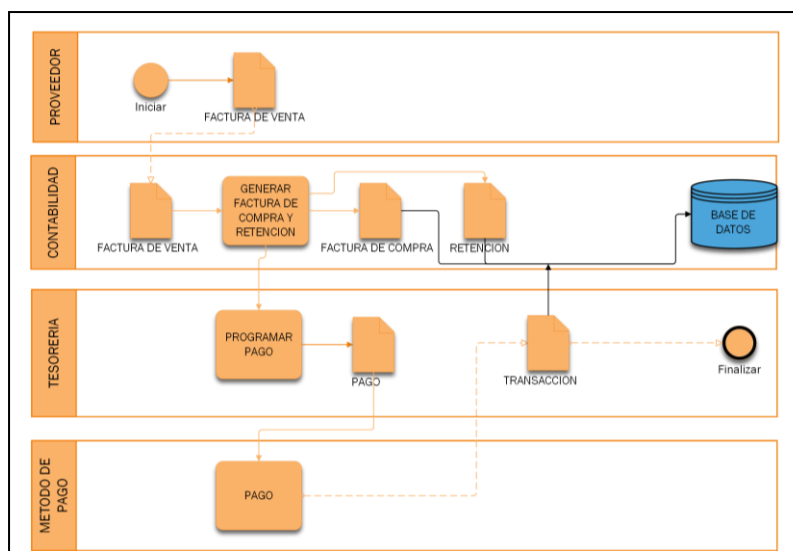 PROVEEDOR
Iniciar
FACTURA DE VENTA
CONTABILIDAD
FACTURA DE VENTA
GENERAR
FACTURA DE
COMPRA Y
RETENCION
FACTURA DE COMPRA
RETENCION
BASE DE
DATOS
TESORERIA
PROGRAMAR
PAGO
PAGO
TRANSACCION
Finalizar
METODO DE
PAGO
PAGO